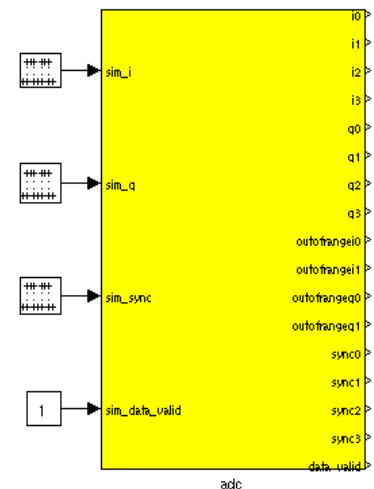 i0
i1
sim_i
i2
i3
q0
q1
sim_q
q2
q3
outofrangei0
outofrangei1
sim_sync
outofrangeq0
outofrangeq1
sync0
sync1
1
sim_data_valid
sync2
sync3
data_valid
adc